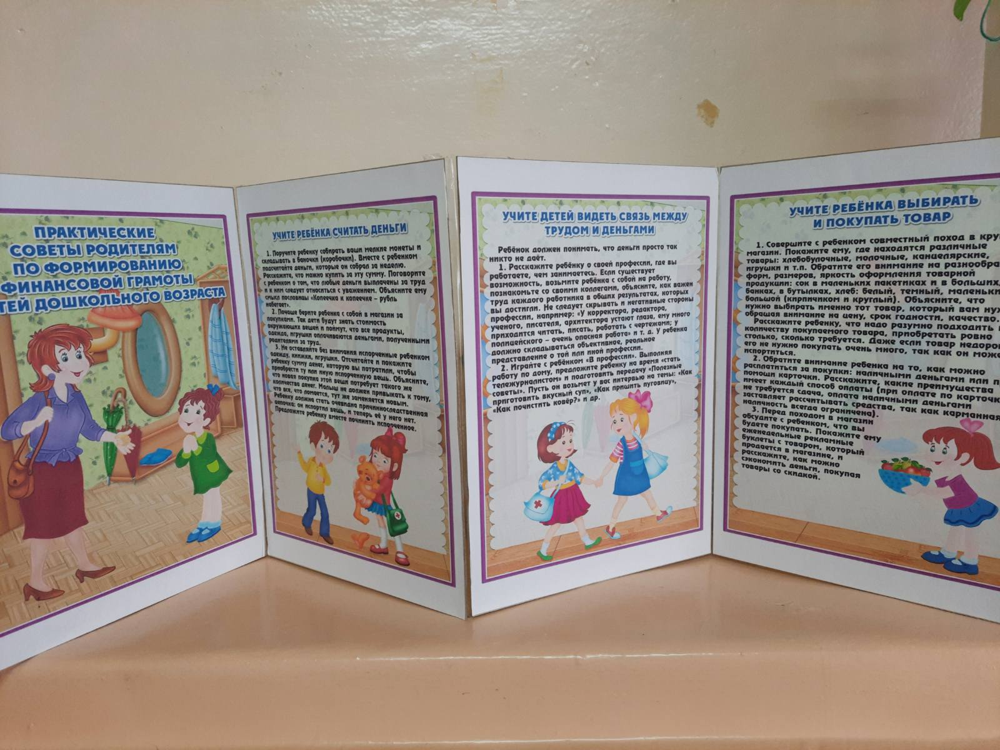 ПРАКТИЧЕСКИЕ
СОВЕТЫ РОДИТЕЛЯМ
ПО ФОРМИРОВАНИЮ
ФИНАНСОВОЙ ГРАМОТЫ
ТЕЙ ДОШКОЛЬНОГО ВОЗРАСТА
УЧИТЕ РЕБЁНКА СЧИТАТЬ ДЕНЬГИ
1. Поручите ребенку собирать ваши мелкие монеты и
складывать в баночки (коробочки). Вместе с ребенком
подсчитайте деньги, которые он собрал за неделю.
Расскажите, что можно купить за эту сумму. Поговорите
с ребенком о том, что любые деньги выплачены за труд
и к ним следует относиться с уважением. Объясните ему
смысл пословицы «Копеечка к копеечке – рубль
набегает».
2. Почаще берите ребенка с собой в магазин за
покупками. Так дети будут знать стоимость
окружающих вещей и поймут, что все продукты,
одежда, игрушки оплачиваются деньгами, полученными
родителями за труд.
3. Не оставляйте без внимания испорченные ребенком
одежду, книжки, игрушки. Отсчитайте и покажите
ребенку сумму денег, которую вы потратили, чтобы
приобрести ту или иную испорченную вещь. Объясните,
что новая покупка этой вещи потребует такого же
количества денег. Малыш не должен привыкать к тому,
что все, что ломается, тут же заменяется новым.
Ребенку должна стать очевидна причинноследственная
цепочка: он испортил вещь, и теперь её у него нет.
Предложите ребенку вместе починить испорченное.
УЧИТЕ ДЕТЕЙ ВИДЕТЬ СВЯЗЬ МЕЖДУ
ТРУДОМ И ДЕНЬГАМИ
Ребёнок должен понимать, что деньги просто так
никто не даёт.
1. Расскажите ребёнку о своей профессии, где вы
работаете, чем занимаетесь. Если существует
возможность, возьмите ребёнка с собой на работу,
познакомьте со своими коллегами, объясните, как важен
труд каждого работника в общих результатах, которых
вы достигли. Не следует скрывать и негативные стороны
профессии, например: «У корректора, редактора,
ученого, писателя, архитектора устают глаза, ему много
приходится читать, писать, работать с чертежами; у
полицейского – очень опасная работа» и т. д. У ребенка
должно складываться объективное, реальное
представление о той или иной профессии.
2. Играйте с ребёнком «В профессии». Выполняя
работу по дому, предложите ребенку на время «стать
тележурналистом» и подготовить передачу «Полезные
советы». Пусть он возьмет у вас интервью на темы: «Как
приготовить вкусный суп», «Как пришить пуговицу»,
«Как почистить ковёр?» и др.
УЧИТЕ РЕБЁНКА ВЫБИРАТЬ
И ПОКУПАТЬ ТОВАР
1. Совершите с ребенком совместный поход в кру
магазин. Покажите ему, где находятся различные
товары: хлебобулочные, молочные, канцелярские,
игрушки и т.п. Обратите его внимание на разнообра
форм, размеров, яркость оформления товарной
продукции: сок в маленьких пакетиках и в больших,
банках, в бутылках, хлеб: белый, темный, маленьки
большой (кирпичиком и круглый). Объясните, что
нужно выбирать именно тот товар, который вам нуж
обращая внимание на цену, срок годности, качество.
Расскажите ребенку, что надо разумно подходить
количеству покупаемого товара, приобретать ровно
столько, сколько требуется. Даже если товар недорог
его не нужно покупать очень много, так как он може
испортиться.
2. Обратите внимание ребенка на то, как можно
расплатиться за покупки: наличными деньгами или п
помощи карточки. Расскажите, какие преимущества
имеет каждый способ оплаты (при оплате по карточк
не требуется сдача, оплата наличными деньгами
заставляет рассчитывать средства, так как карманная
наличность всегда ограничена).
3. Перед походом в магазин
обсудите с ребенком, что вы
будете покупать. Покажите ему
еженедельные рекламные
буклеты с товаром, который
продается в магазине, и
расскажите, как можно
сэкономить деньги, покупая
товары со скидкой.